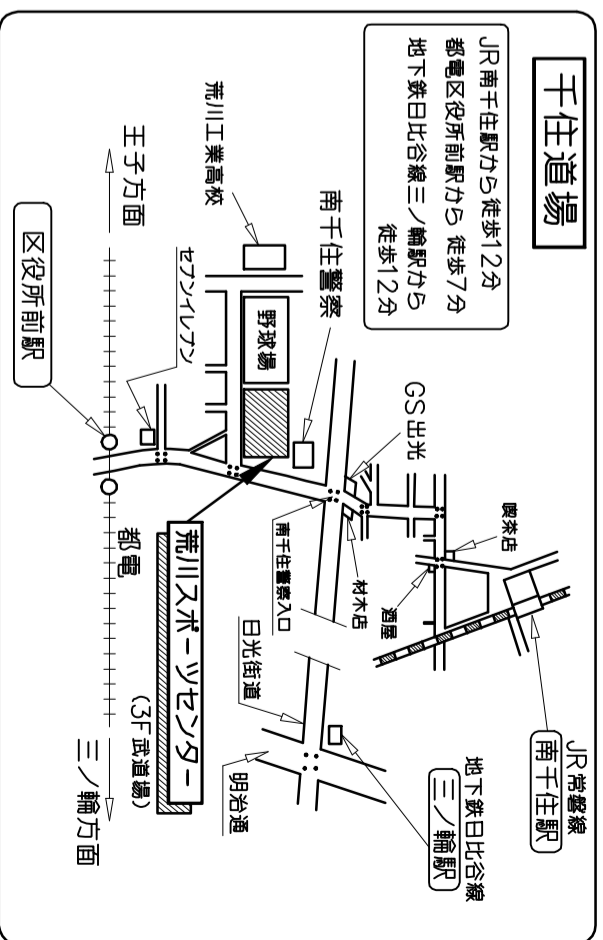 千住道場
JR南千住駅から 徒歩12分
都電区役所前駅から 徒歩7分
地下鉄日比谷線三ノ輪駅から
徒歩12分
JR常磐線
南千住駅
喫茶店
酒屋
GS出光
材木店
地下鉄日比谷線
三ノ輪駅
南千住警察
南千住警察入口
日光街道
明治通
荒川工業高校
野球場
荒川スポーツセンター
(3F武道場)
セブンイレブン
王子方面
都電
三ノ輪方面
区役所前駅